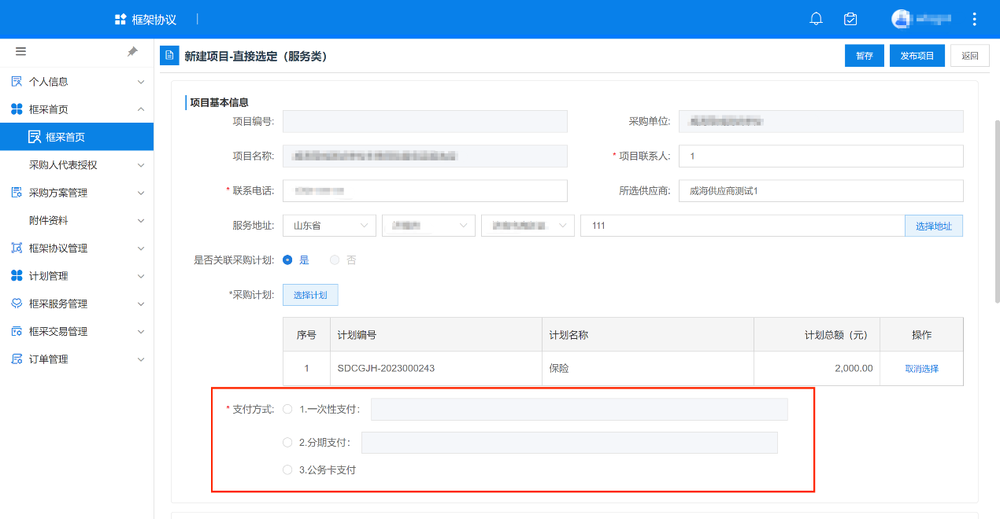 框架协议
新建项目-直接选定（服务类）
暂存
发布项目
返回
个人信息
框采首页
框采首页
采购人代表授权
采购方案管理
附件资料
框架协议管理
计划管理
框采服务管理
框采交易管理
订单管理
项目基本信息
项目编号:
采购单位:
项目名称:
* 项目联系人: 1
* 联系电话:
所选供应商: 威海供应商测试1
服务地址: 山东省 111 选择地址
是否关联采购计划: 是 否
*采购计划: 选择计划
序号 计划编号 计划名称 计划总额（元） 操作
1 SDCGJH-2023000243 保险 2,000.00 取消选择
* 支付方式: 1.一次性支付:
2.分期支付:
3.公务卡支付